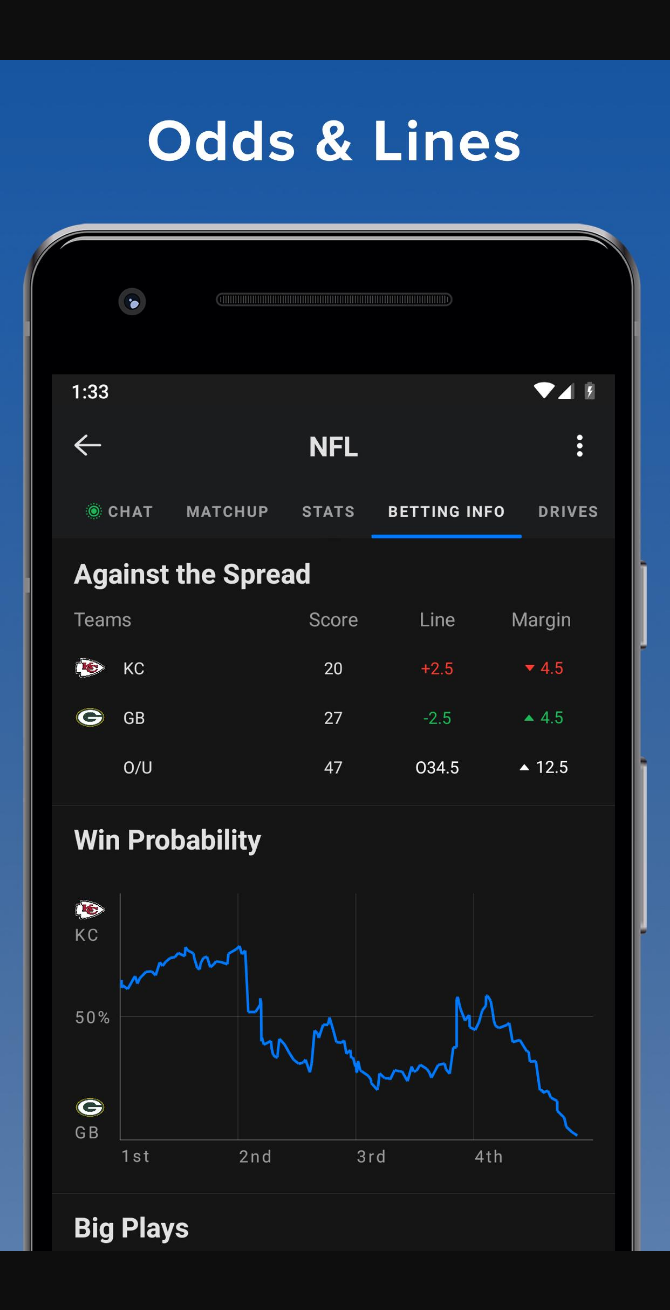 Odds & Lines
1:33
NFL
CHAT MATCHUP STATS BETTING INFO DRIVES
Against the Spread
Teams Score Line Margin
KC 20 +2.5 4.5
GB 27 -2.5 4.5
O/U 47 O34.5 12.5
Win Probability
KC
50%
G
GB
1st 2nd 3rd 4th
Big Plays